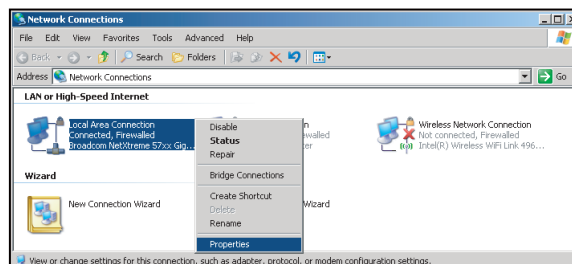 Network Connections
File Edit View Favorites Tools Advanced Help
Back Search Folders
Address Network Connections Go
LAN or High-Speed Internet
Local Area Connection
Connected, Firewalled
Broadcom NetXtreme 57xx Gig...
Disable
Status
Repair
Bridge Connections
Create Shortcut
Delete
Rename
Properties
Wireless Network Connection
Not connected, Firewalled
Intel(R) Wireless WiFi Link 496...
Wizard
New Connection Wizard
Wizard
View or change settings for this connection, such as adapter, protocol, or modem configuration settings.